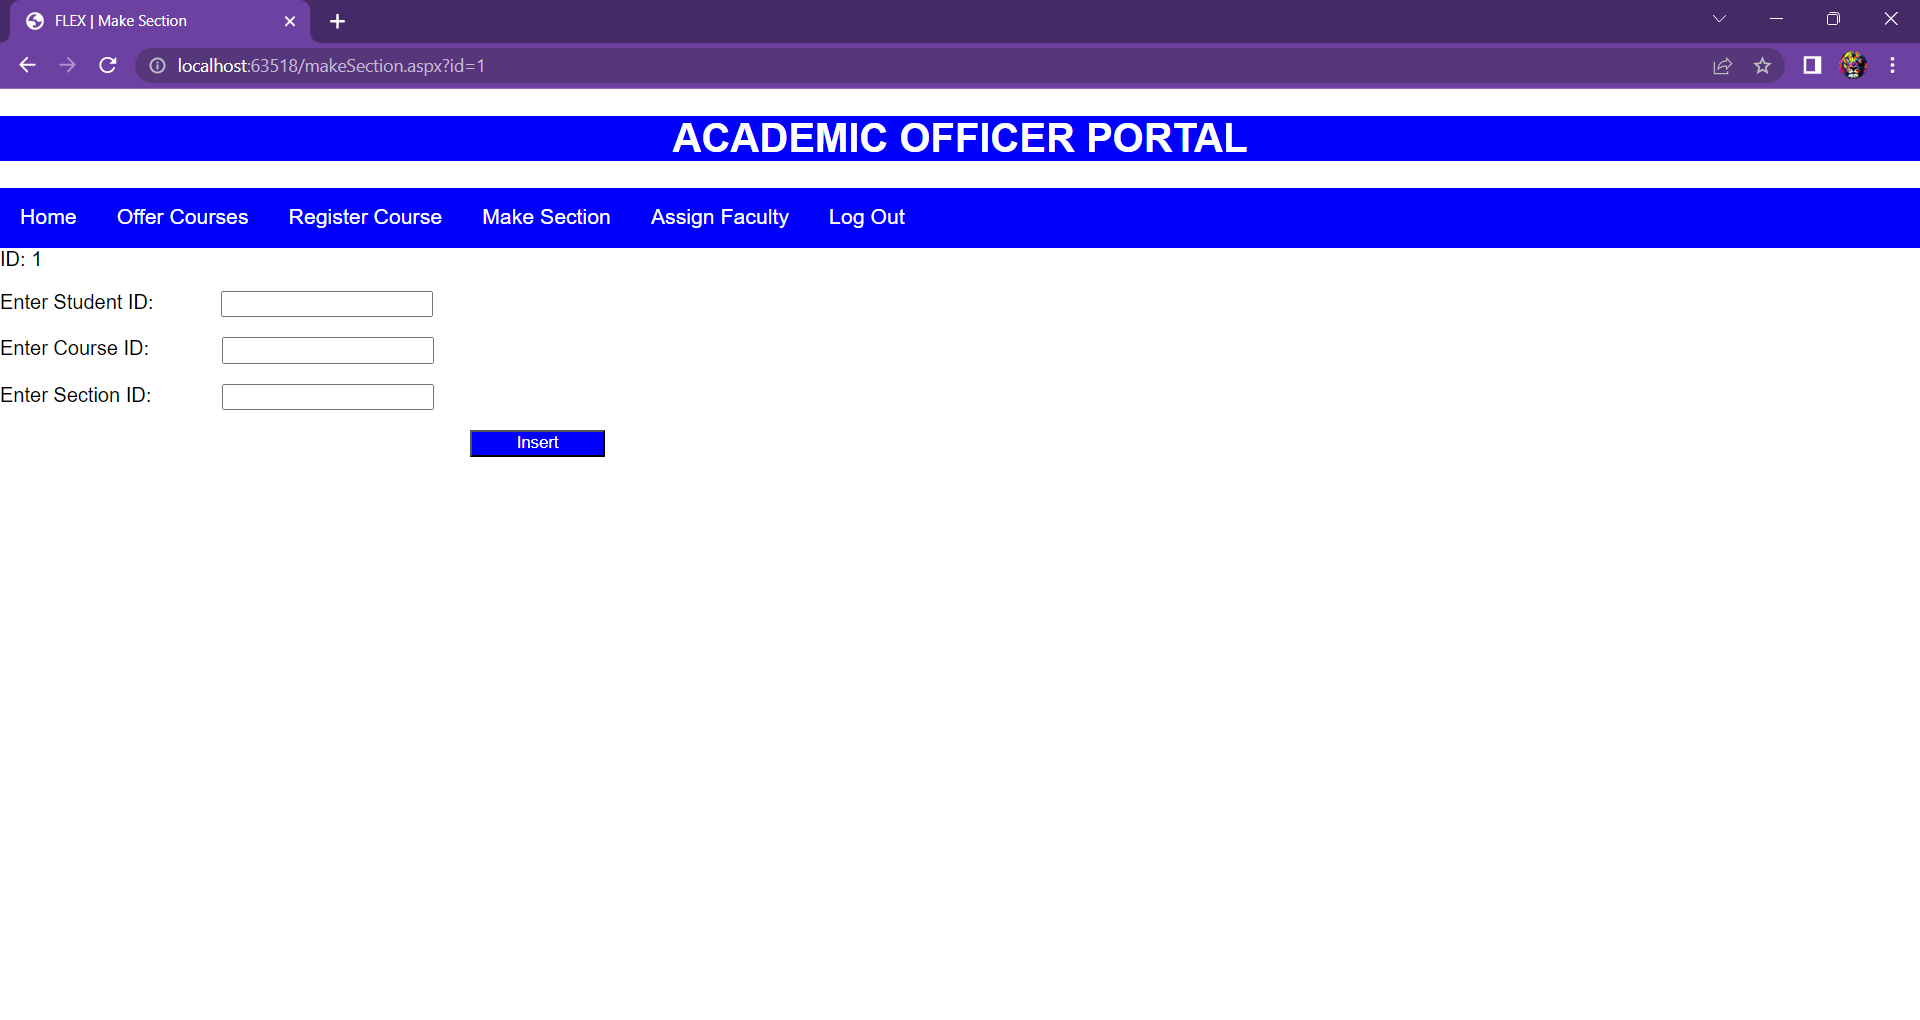 FLEX | Make Section
localhost:63518/makeSection.aspx?id=1
ACADEMIC OFFICER PORTAL
Home Offer Courses Register Course Make Section Assign Faculty Log Out
ID: 1
Enter Student ID:
Enter Course ID:
Enter Section ID:
Insert